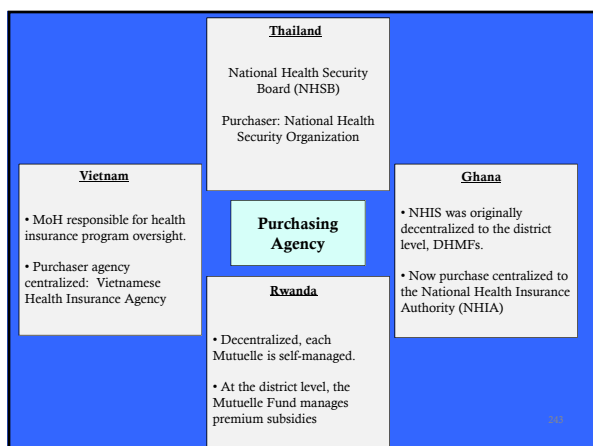 Thailand
National Health Security
Board (NHSB)
Purchaser: National Health
Security Organization
Vietnam
• MoH responsible for health
insurance program oversight.
• Purchaser agency
centralized:  Vietnamese
Health Insurance Agency
Purchasing
Agency
Ghana
• NHIS was originally
decentralized to the district
level, DHMFs.
• Now purchase centralized to
the National Health Insurance
Authority (NHIA)
Rwanda
• Decentralized, each
Mutuelle is self-managed.
• At the district level, the
Mutuelle Fund manages
premium subsidies
243